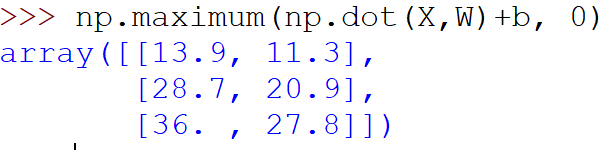 >>> np.maximum(np.dot(X,W)+b, 0)
array([[13.9, 11.3],
       [28.7, 20.9],
       [36. , 27.8]])